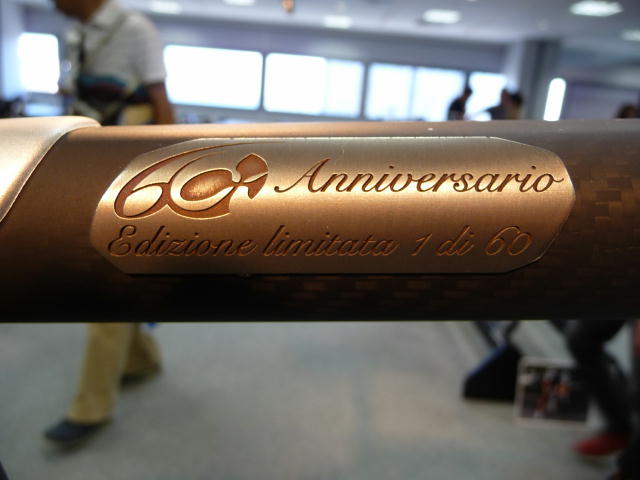 60° Anniversario
Edizione limitata 1 di 60